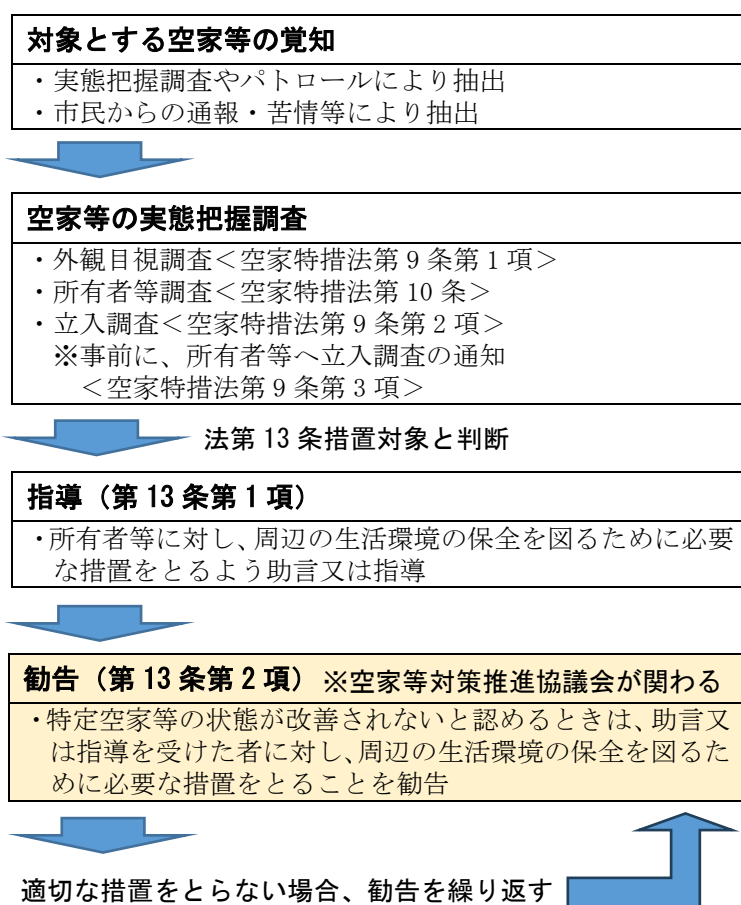 対象とする空家等の覚知
・実態把握調査やパトロールにより抽出
・市民からの通報・苦情等により抽出
空家等の実態把握調査
・外観目視調査＜空家特措法第9条第1項＞
・所有者等調査＜空家特措法第10条＞
・立入調査＜空家特措法第9条第2項＞
※事前に、所有者等へ立入調査の通知
＜空家特措法第9条第3項＞
法第13条措置対象と判断
指導（第13条第1項）
・所有者等に対し、周辺の生活環境の保全を図るために必要
な措置をとるよう助言又は指導
勧告（第13条第2項）※空家等対策推進協議会が関わる
・特定空家等の状態が改善されないと認めるときは、助言又
は指導を受けた者に対し、周辺の生活環境の保全を図るた
めに必要な措置をとることを勧告
適切な措置をとらない場合、勧告を繰り返す